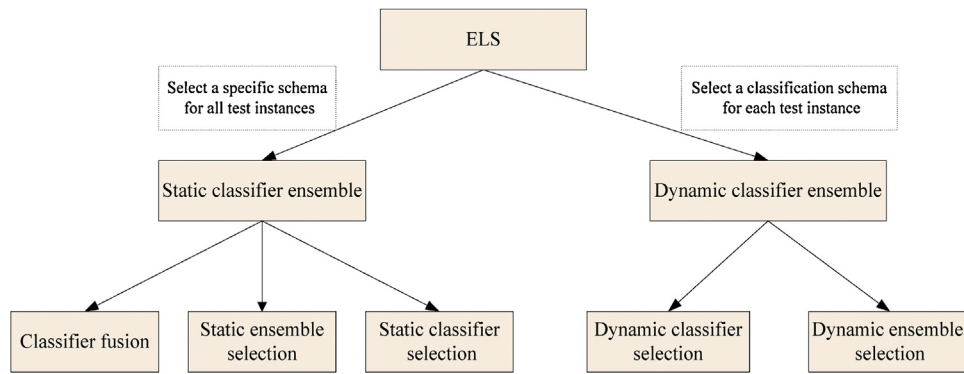 ELS
Select a specific schema
for all test instances
Select a classification schema
for each test instance
Static classifier ensemble
Dynamic classifier ensemble
Classifier fusion
Static ensemble
selection
Static classifier
selection
Dynamic classifier
selection
Dynamic ensemble
selection